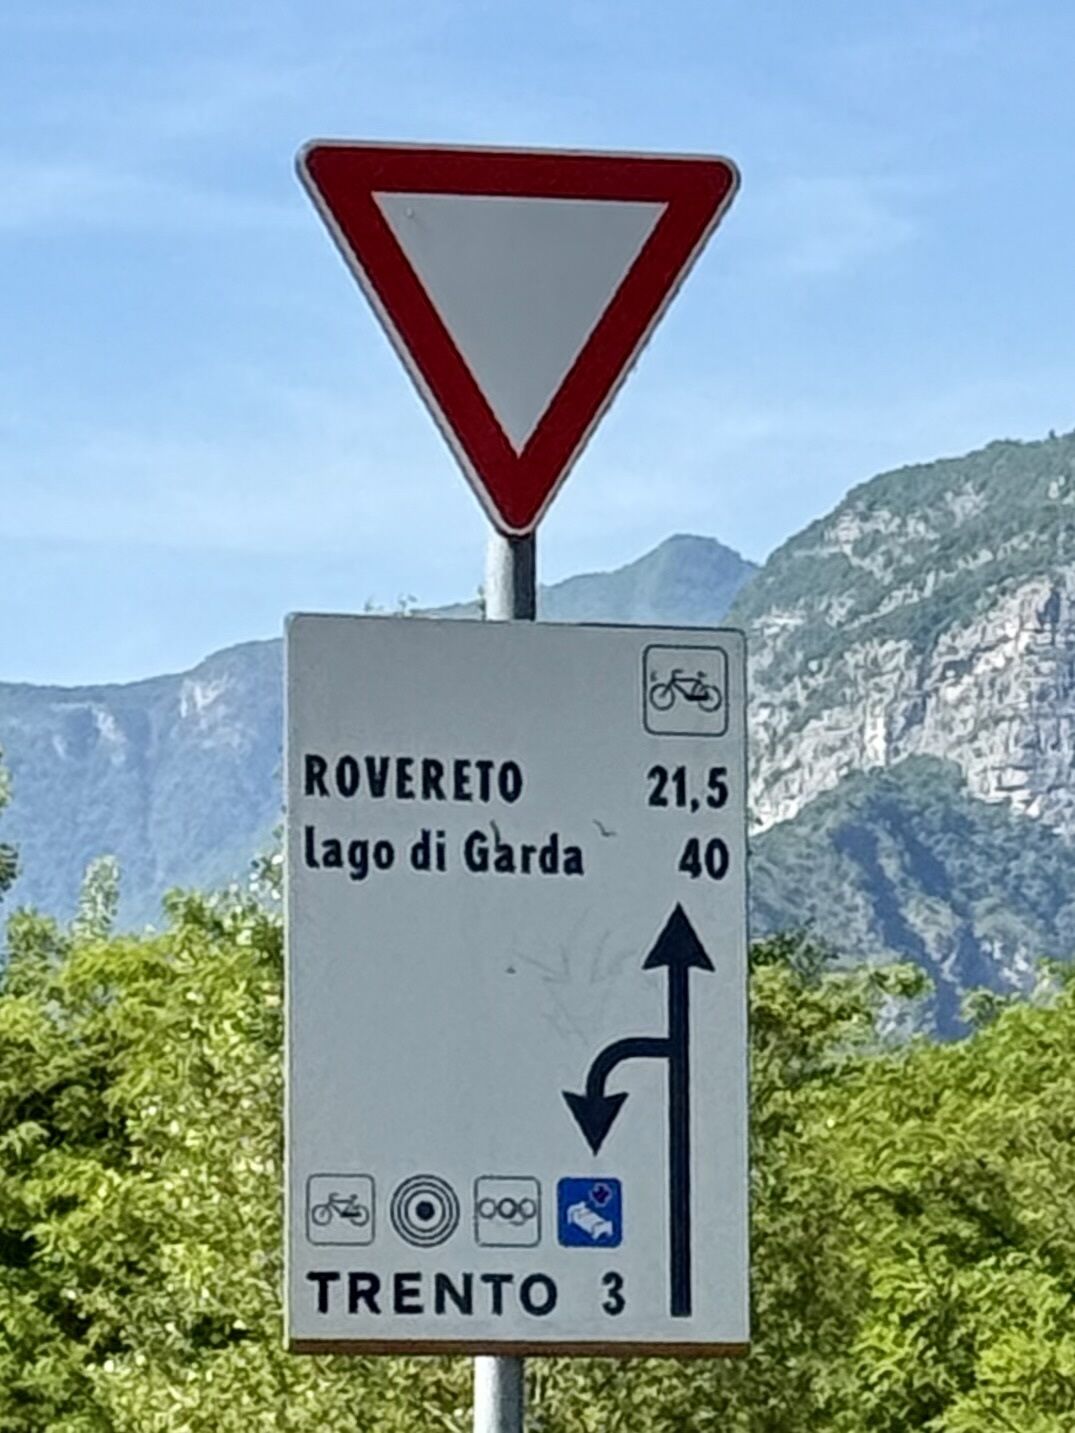 ROVERETO 21,5
lago di Garda 40
TRENTO 3